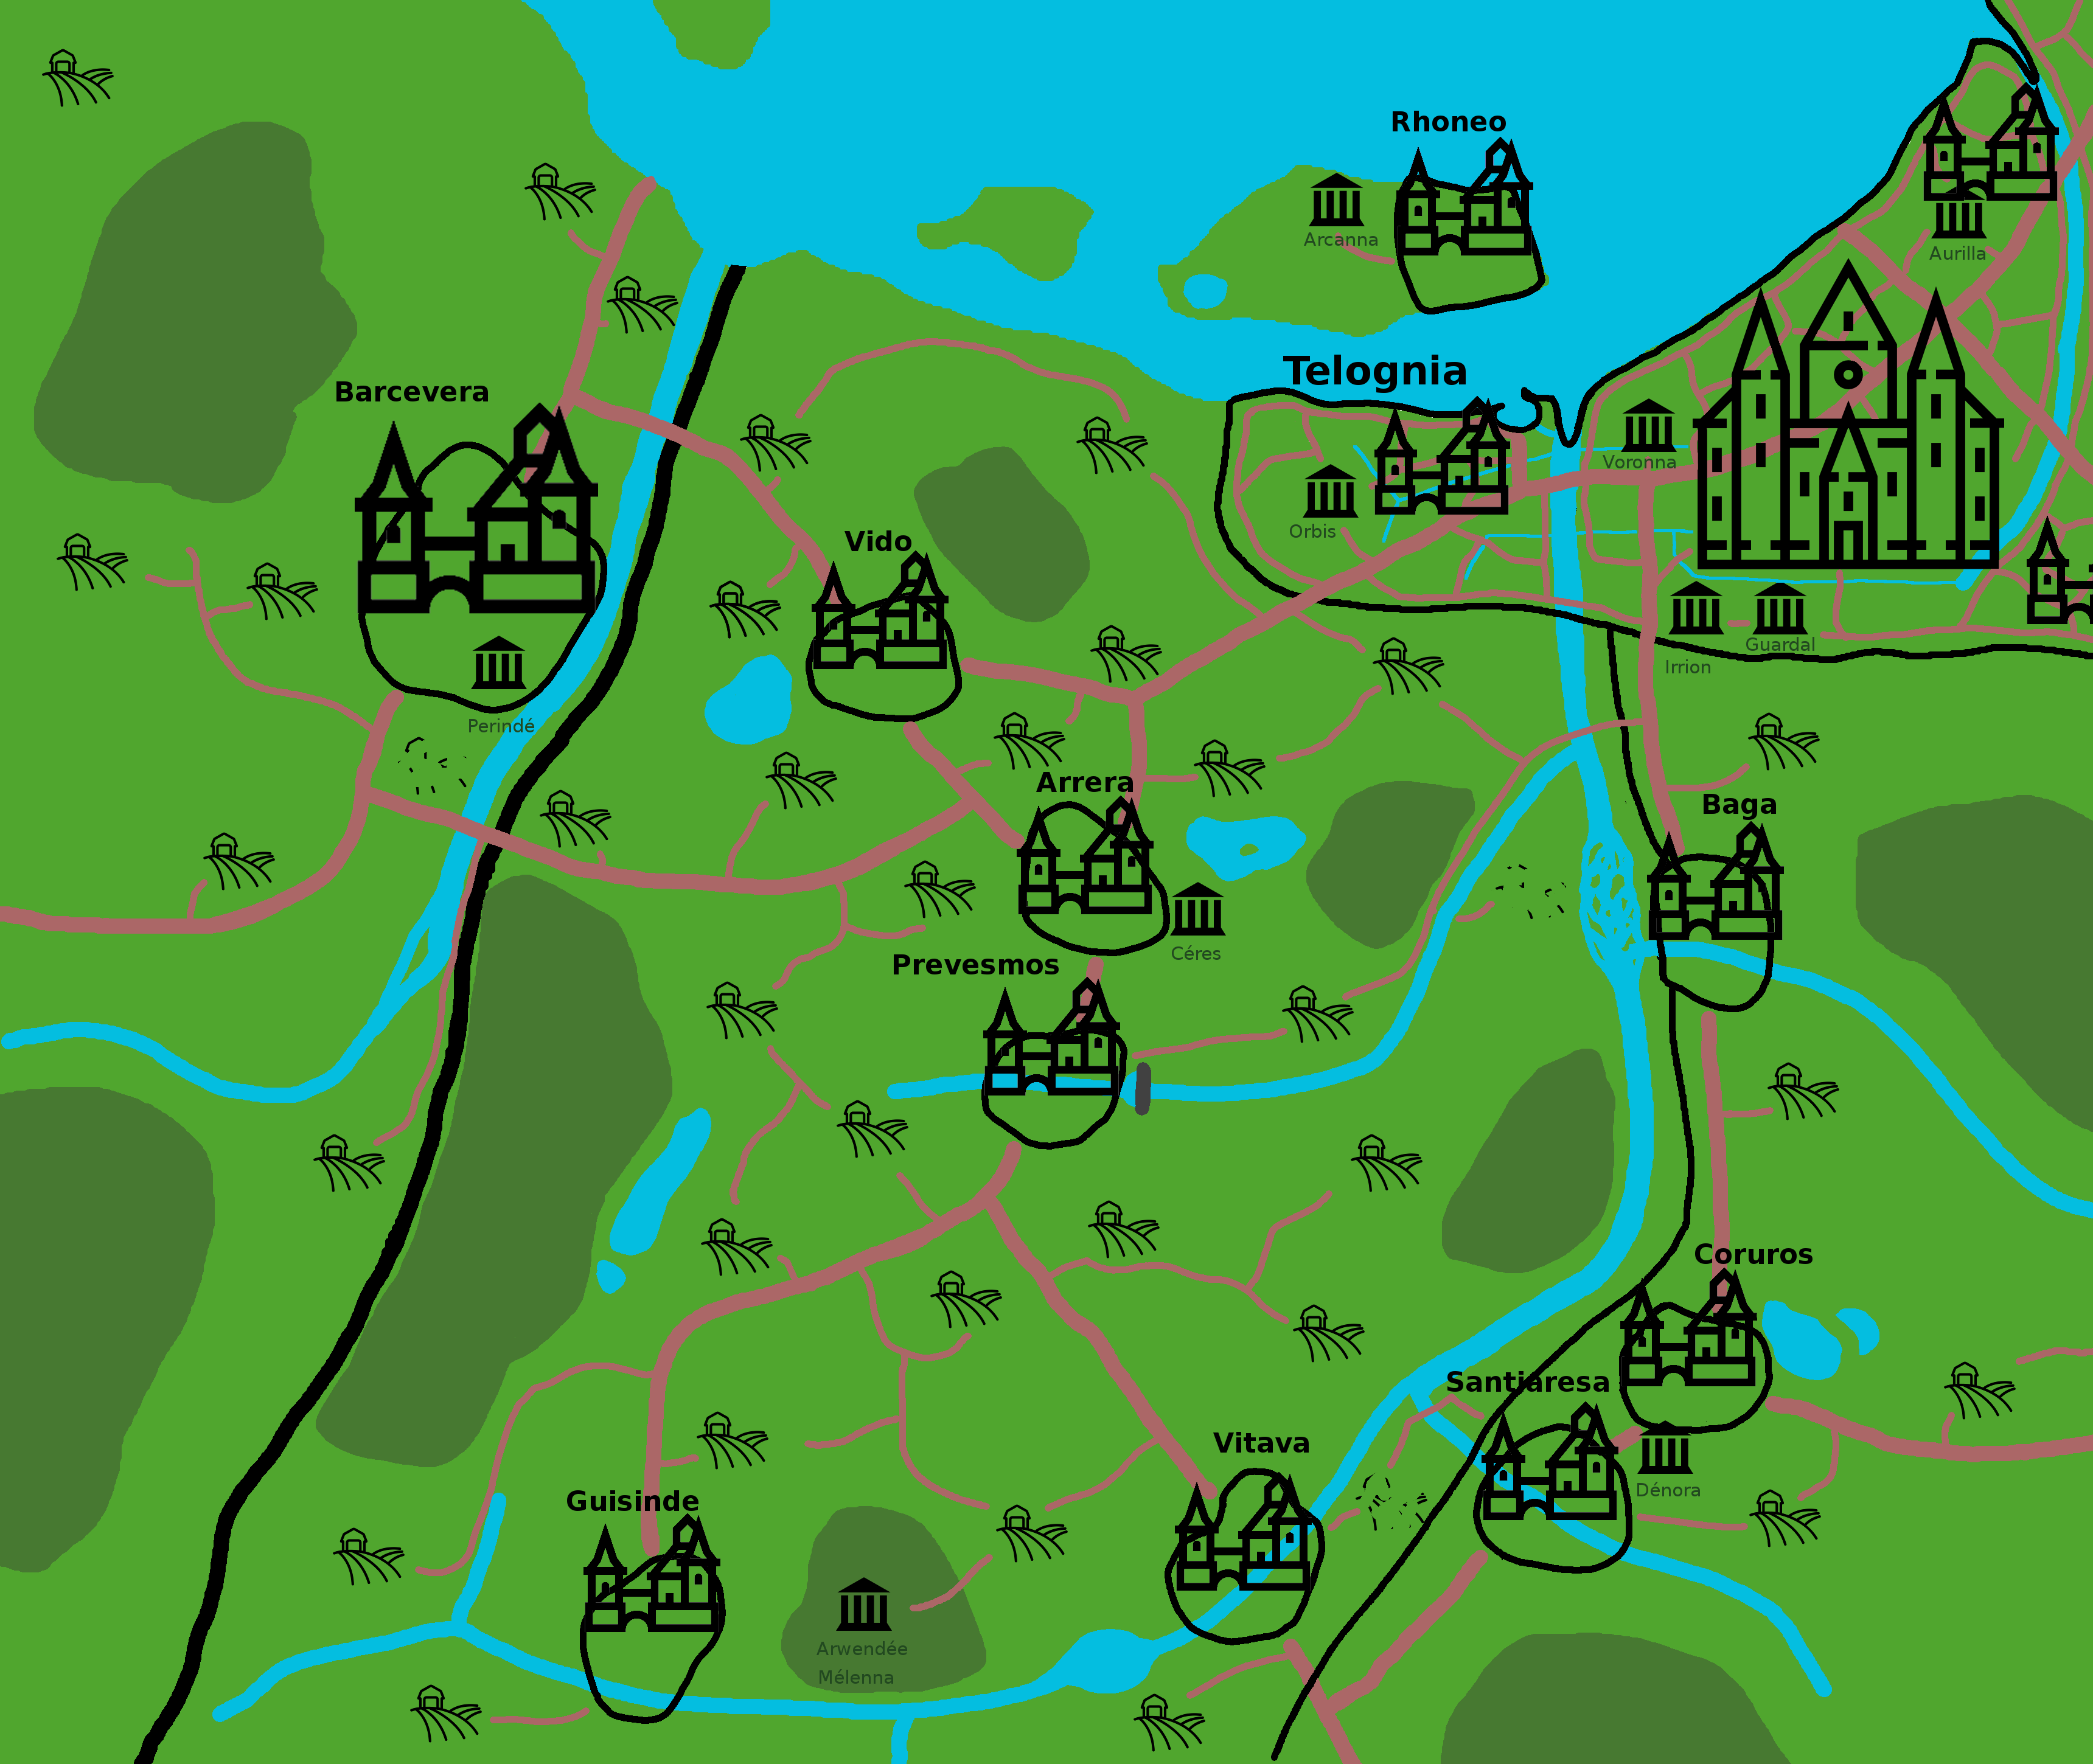 Rhoneo
Arcanna
Aurilla
Telognia
Barcevera
Voronna
Orbis
Vido
Guardal
Irrion
Perindé
Arrera
Baga
Céres
Prevesmos
Coruros
Santiaresa
Vitava
Dénora
Guisinde
Arwendée
Mélenna